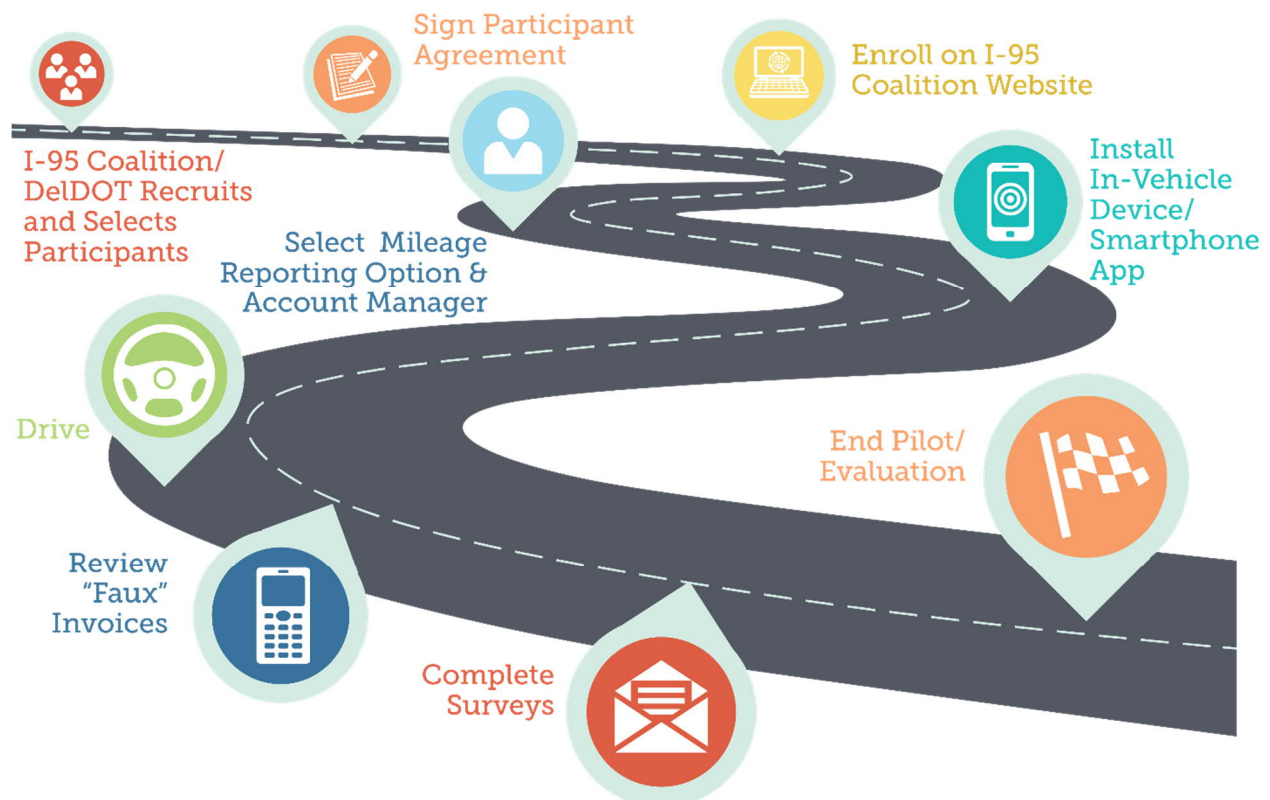 I-95 Coalition/
DelDOT Recruits
and Selects
Participants
Sign Participant
Agreement
Enroll on I-95
Coalition Website
Select Mileage
Reporting Option &
Account Manager
Install
In-Vehicle
Device/
Smartphone
App
Drive
Review
“Faux”
Invoices
Complete
Surveys
End Pilot/
Evaluation